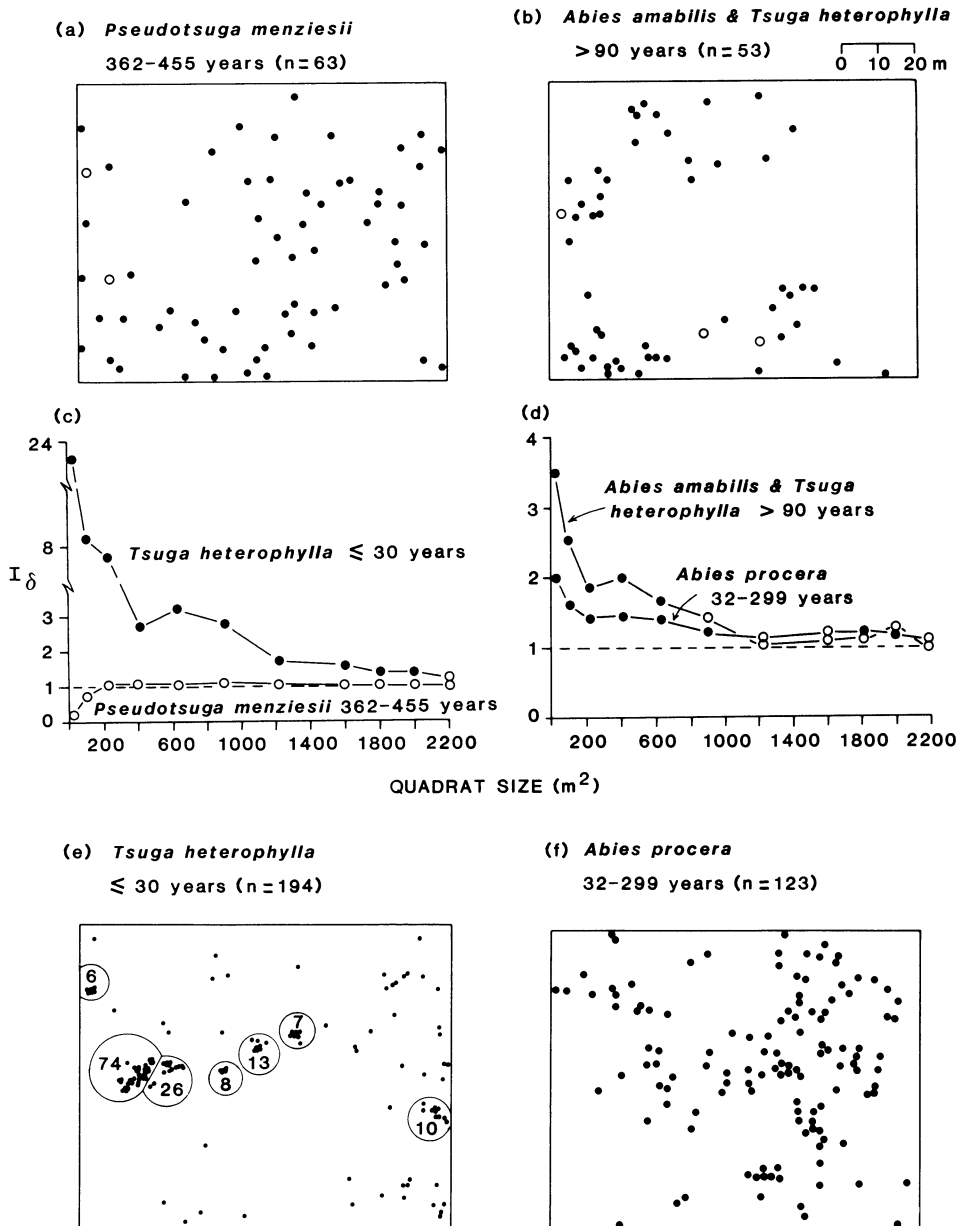 (a) Pseudotsuga menziesii
362-455 years (n=63)
(b) Abies amabilis & Tsuga heterophylla
>90 years (n=53)
0 10 20 m
(c)
24
8
3
2
1
0
Iδ
Tsuga heterophylla ≤ 30 years
Pseudotsuga menziesii 362-455 years
200 600 1000 1400 1800 2200
(d)
4
3
2
1
0
Abies amabilis & Tsuga
heterophylla > 90 years
Abies procera
32-299 years
200 600 1000 1400 1800 2200
QUADRAT SIZE (m²)
(e) Tsuga heterophylla
≤ 30 years (n=194)
6
74
26
8
13
7
10
(f) Abies procera
32-299 years (n=123)